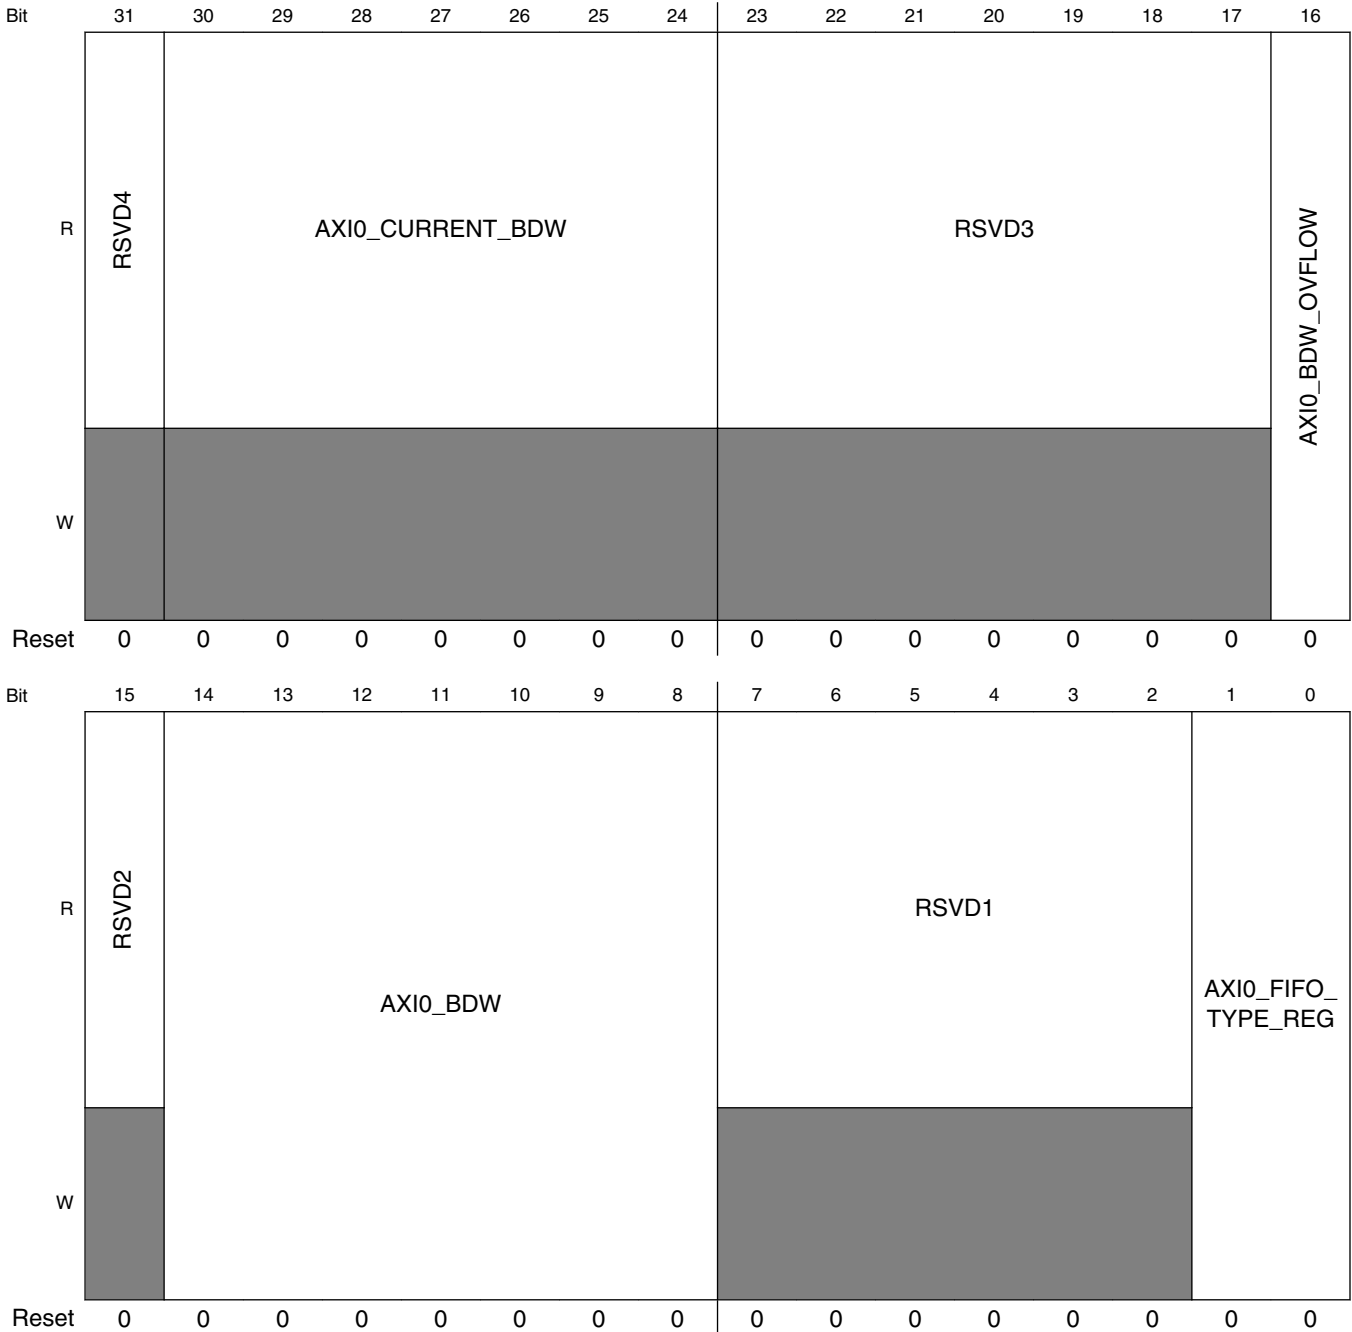 Bit 31 30 29 28 27 26 25 24 23 22 21 20 19 18 17 16
R RSVD4 AXI0_CURRENT_BDW RSVD3 AXI0_BDW_OVFLOW
W
Reset 0 0 0 0 0 0 0 0 0 0 0 0 0 0 0 0
Bit 15 14 13 12 11 10 9 8 7 6 5 4 3 2 1 0
R RSVD2 AXI0_BDW RSVD1 AXI0_FIFO_
TYPE_REG
W
Reset 0 0 0 0 0 0 0 0 0 0 0 0 0 0 0 0